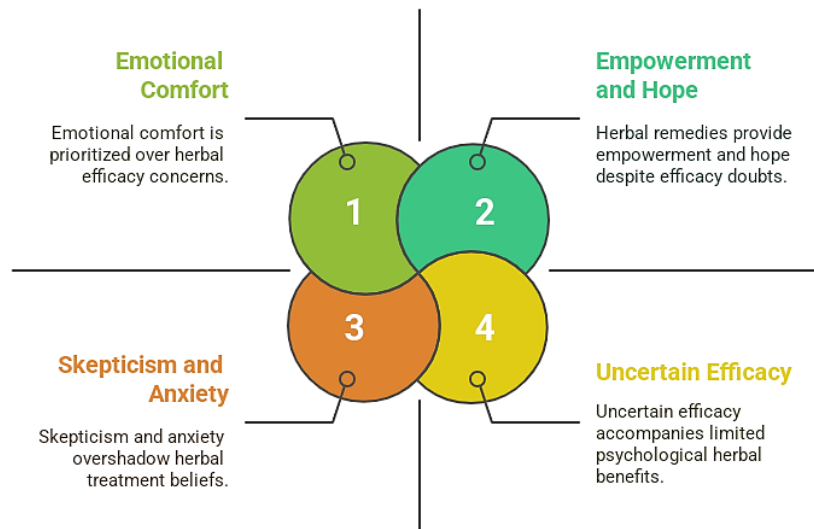 Emotional
Comfort
Emotional comfort is
prioritized over herbal
efficacy concerns.
Empowerment
and Hope
Herbal remedies provide
empowerment and hope
despite efficacy doubts.
1
2
3
4
Skepticism and
Anxiety
Skepticism and anxiety
overshadow herbal
treatment beliefs.
Uncertain Efficacy
Uncertain efficacy
accompanies limited
psychological herbal
benefits.